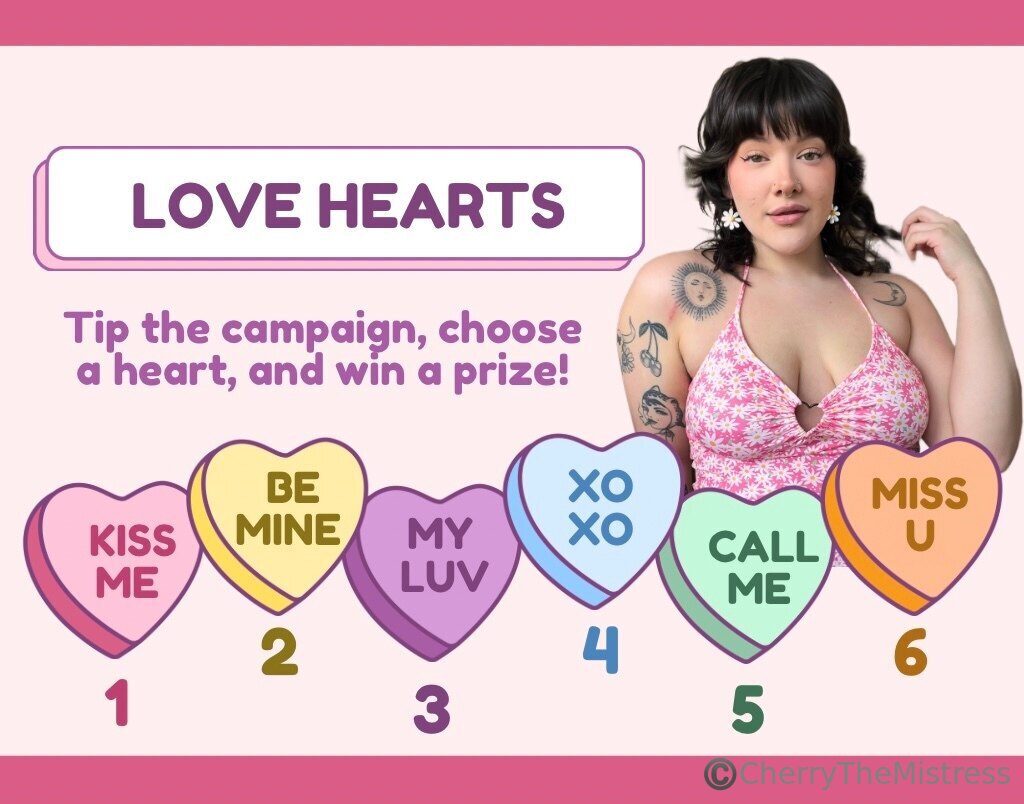 LOVE HEARTS
Tip the campaign, choose
a heart, and win a prize!
KISS
ME
BE
MINE
MY
LUV
XO
XO
CALL
ME
MISS
U
1
2
3
4
5
6
©CherryTheMistress